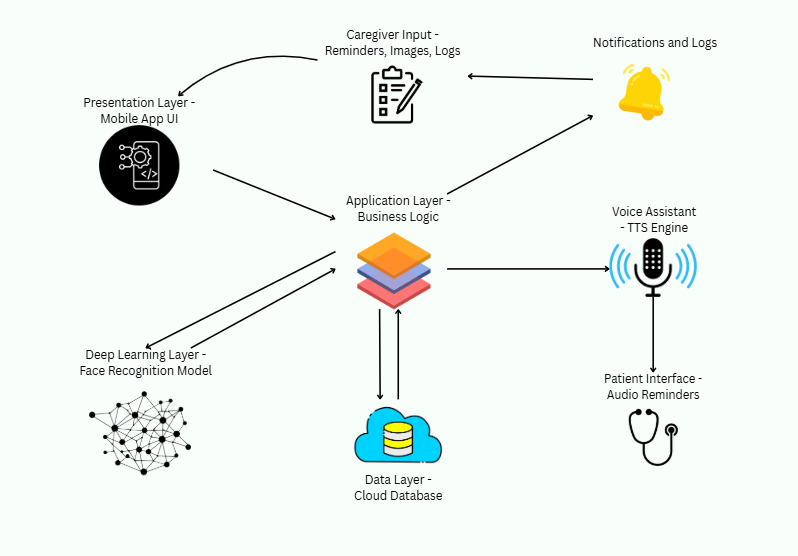 Caregiver Input -
Reminders, Images, Logs
Notifications and Logs
Presentation Layer -
Mobile App UI
</>
Application Layer -
Business Logic
Voice Assistant
- TTS Engine
Deep Learning Layer -
Face Recognition Model
Patient Interface -
Audio Reminders
Data Layer -
Cloud Database